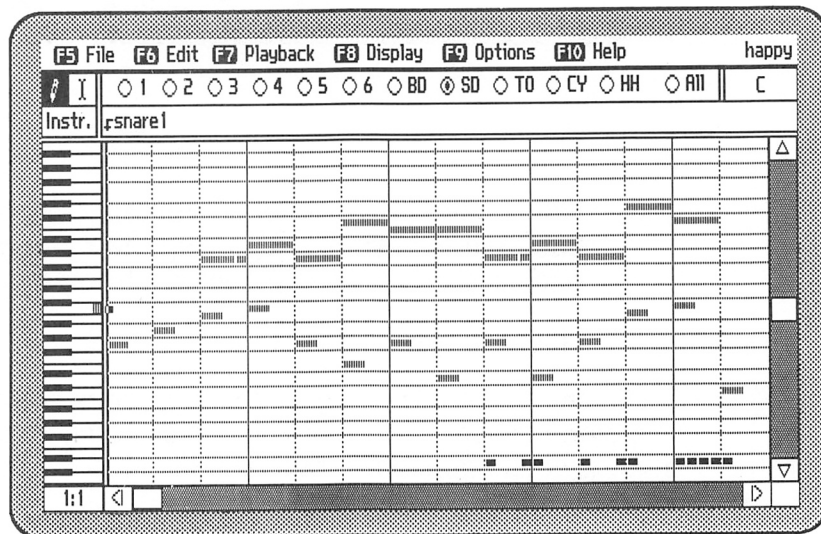 F5 File F6 Edit F7 Playback F8 Display F9 Options F10 Help happy
1 2 3 4 5 6 BD SD TO CY HH All C
Instr. snare1
1:1